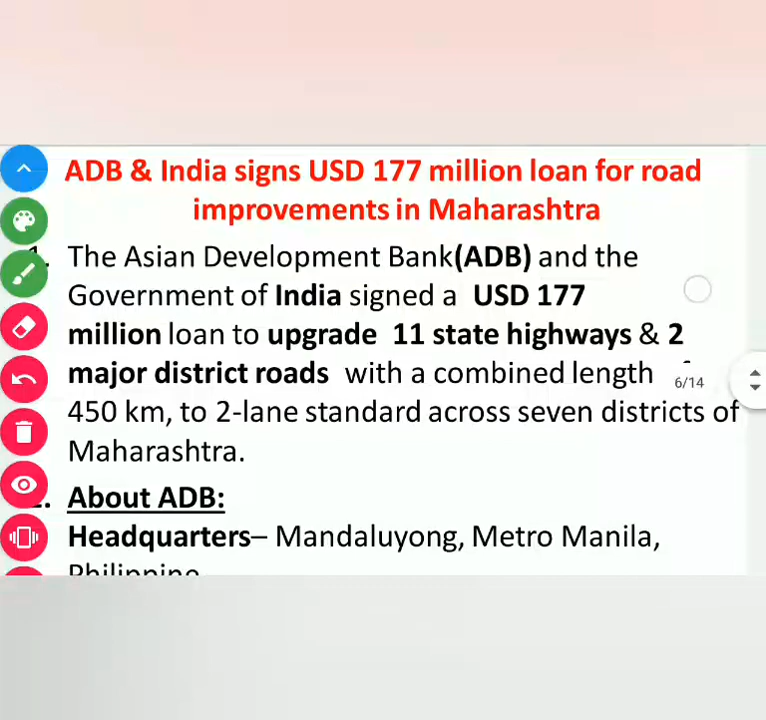 ADB & India signs USD 177 million loan for road
improvements in Maharashtra
1. The Asian Development Bank(ADB) and the
Government of India signed a USD 177
million loan to upgrade 11 state highways & 2
major district roads with a combined length
6/14
450 km, to 2-lane standard across seven districts of
Maharashtra.
About ADB:
Headquarters– Mandaluyong, Metro Manila,
Philippine